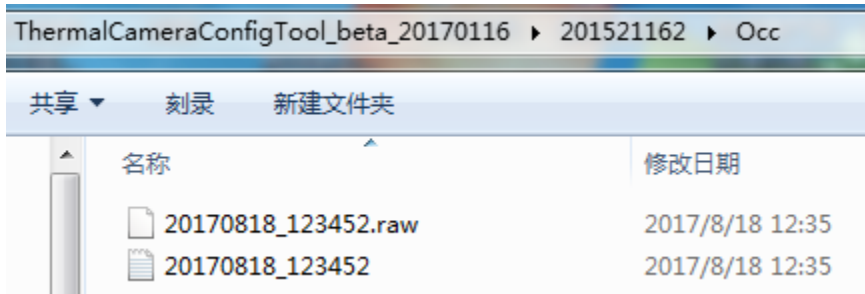 ThermalCameraConfigTool_beta_20170116 ▸ 201521162 ▸ Occ
共享 ▼ 刻录 新建文件夹
名称 修改日期
20170818_123452.raw 2017/8/18 12:35
20170818_123452 2017/8/18 12:35